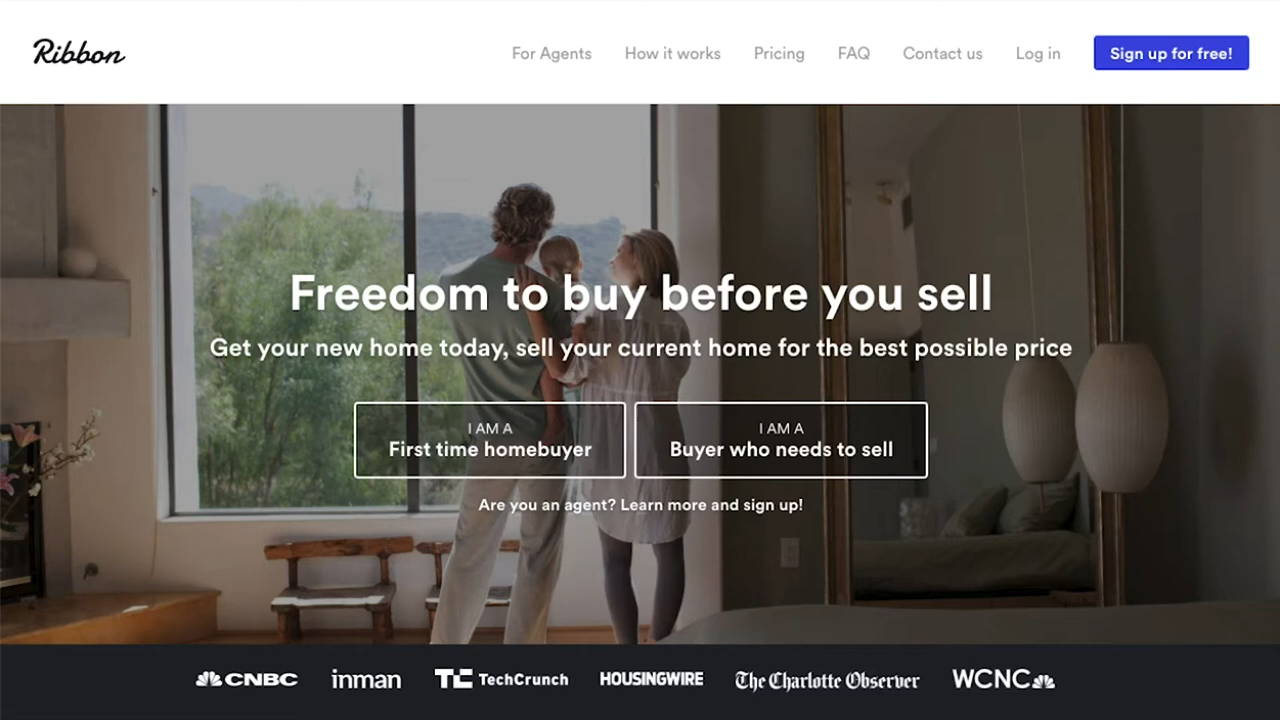 Ribbon
For Agents
How it works
Pricing
FAQ
Contact us
Log in
Sign up for free!
Freedom to buy before you sell
Get your new home today, sell your current home for the best possible price
I AM A
First time homebuyer
I AM A
Buyer who needs to sell
Are you an agent? Learn more and sign up!
CNBC
inman
TC TechCrunch
HOUSINGWIRE
The Charlotte Observer
WCNC